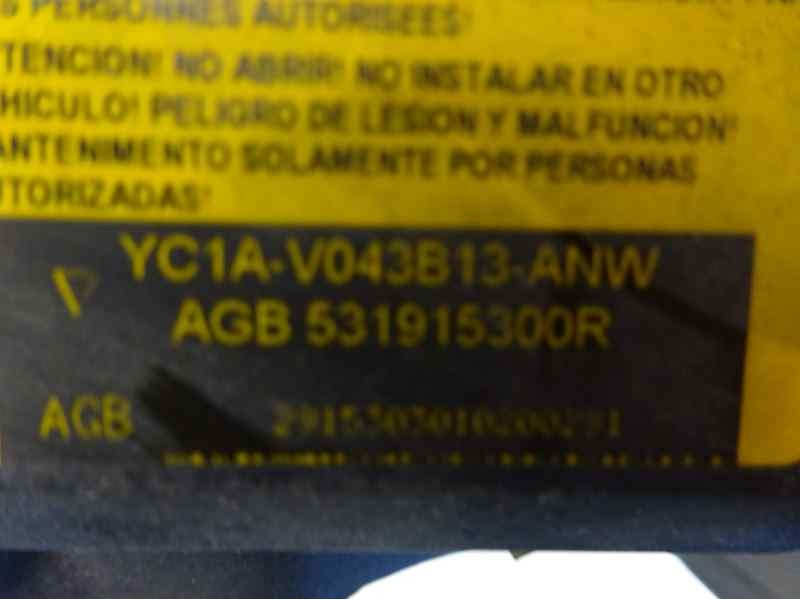 S PERSONNES AUTORISEES!
TENCION! NO ABRIR! NO INSTALAR EN OTRO
HICULO! PELIGRO DE LESION Y MALFUNCION!
ANTENIMENTO SOLAMENTE POR PERSONAS
UTORIZADAS!
YC1A-V043B13-ANW
AGB 531915300R
AGB 2915303010200291